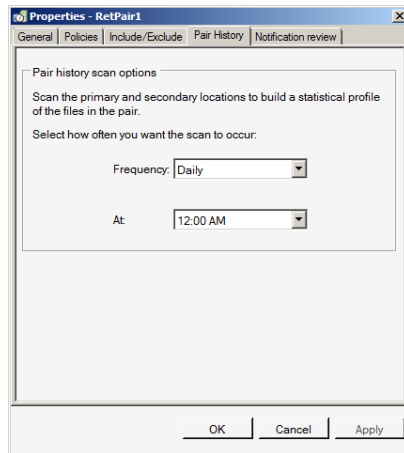 Properties - RetPair1
General Policies Include/Exclude Pair History Notification review
Pair history scan options
Scan the primary and secondary locations to build a statistical profile
of the files in the pair.
Select how often you want the scan to occur:
Frequency: Daily
At: 12:00 AM
OK Cancel Apply